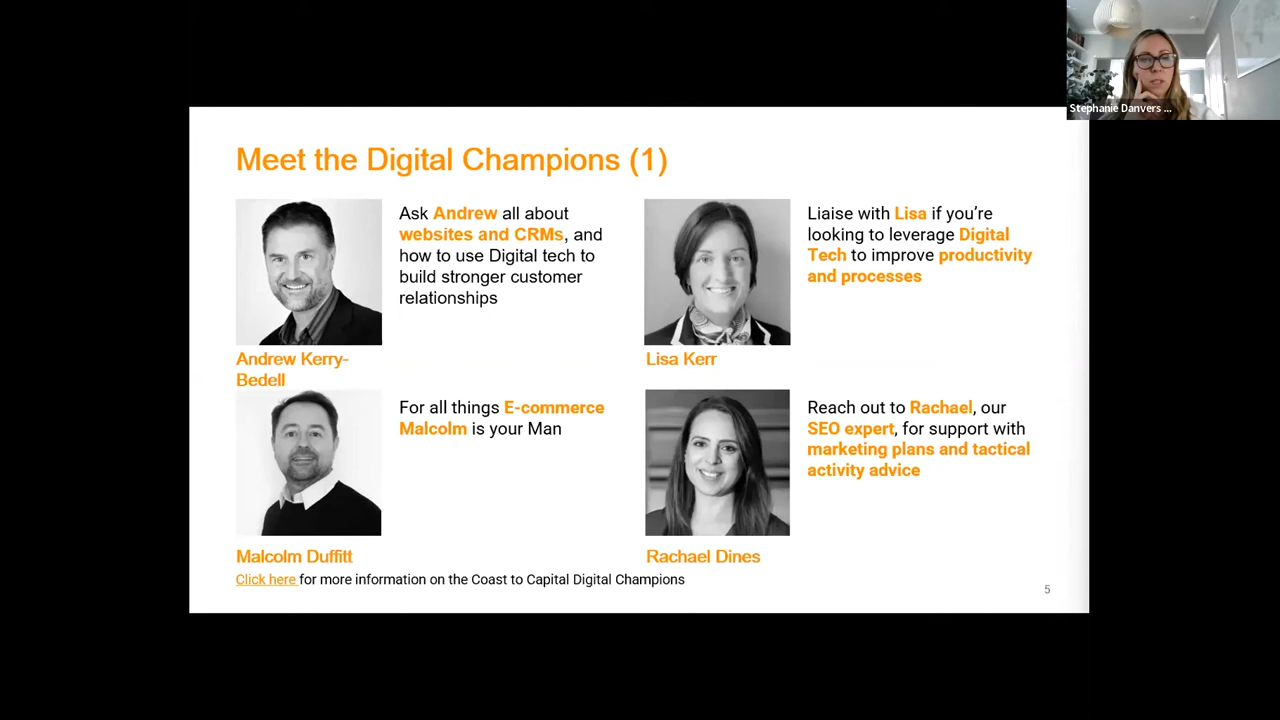 Stephanie Danvers ...
Meet the Digital Champions (1)
Ask Andrew all about
websites and CRMs, and
how to use Digital tech to
build stronger customer
relationships
Andrew Kerry-
Bedell
Liaise with Lisa if you’re
looking to leverage Digital
Tech to improve productivity
and processes
Lisa Kerr
For all things E-commerce
Malcolm is your Man
Malcolm Duffitt
Reach out to Rachael, our
SEO expert, for support with
marketing plans and tactical
activity advice
Rachael Dines
Click here for more information on the Coast to Capital Digital Champions
5